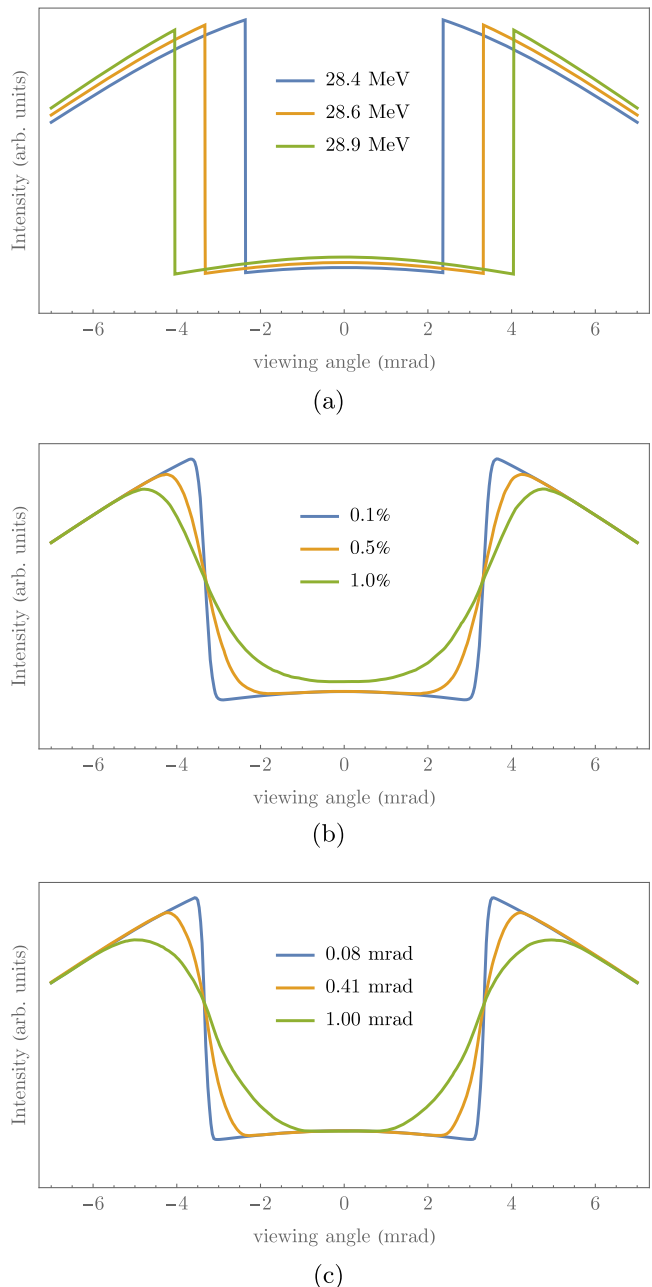 Intensity (arb. units)
28.4 MeV
28.6 MeV
28.9 MeV
−6 −4 −2 0 2 4 6
viewing angle (mrad)
(a)
Intensity (arb. units)
0.1%
0.5%
1.0%
−6 −4 −2 0 2 4 6
viewing angle (mrad)
(b)
Intensity (arb. units)
0.08 mrad
0.41 mrad
1.00 mrad
−6 −4 −2 0 2 4 6
viewing angle (mrad)
(c)